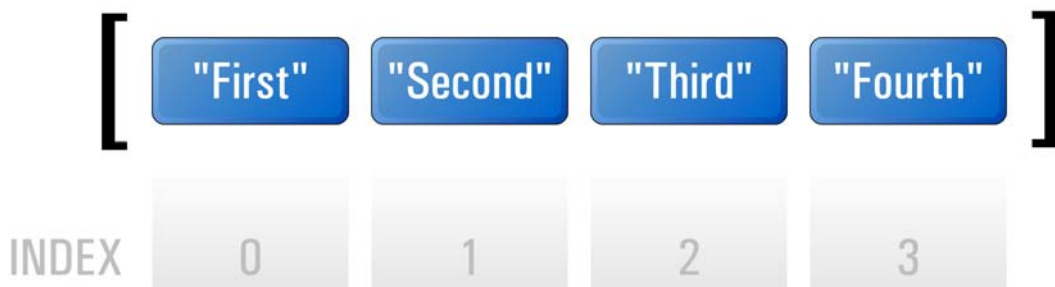 [ "First" "Second" "Third" "Fourth" ]
INDEX 0 1 2 3